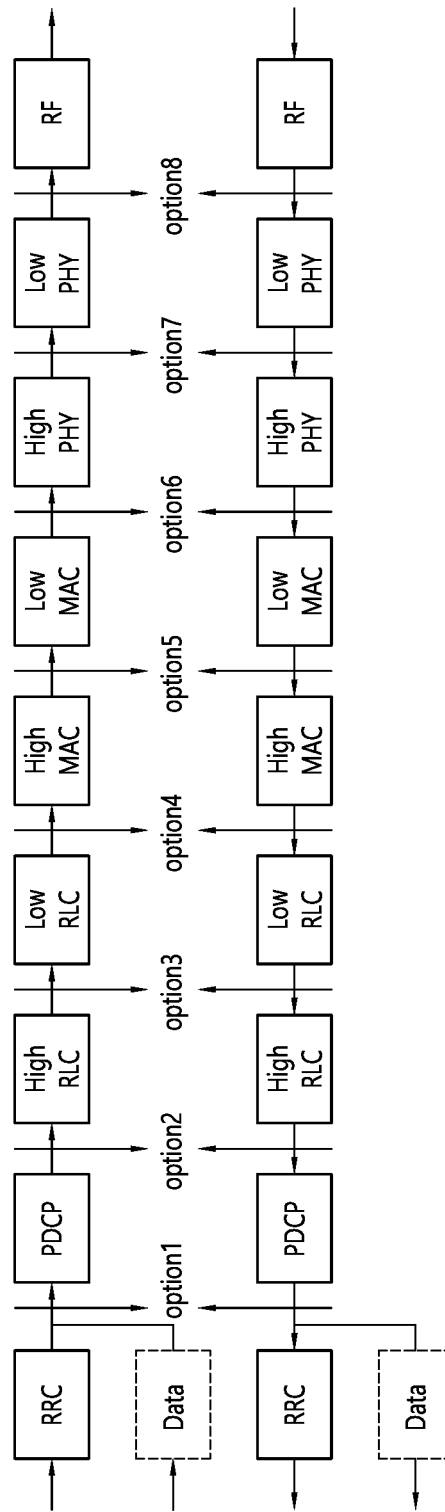 RRC
PDCP
High
RLC
Low
RLC
High
MAC
Low
MAC
High
PHY
Low
PHY
RF
Data
option1
option2
option3
option4
option5
option6
option7
option8
RRC
PDCP
High
RLC
Low
RLC
High
MAC
Low
MAC
High
PHY
Low
PHY
RF
Data